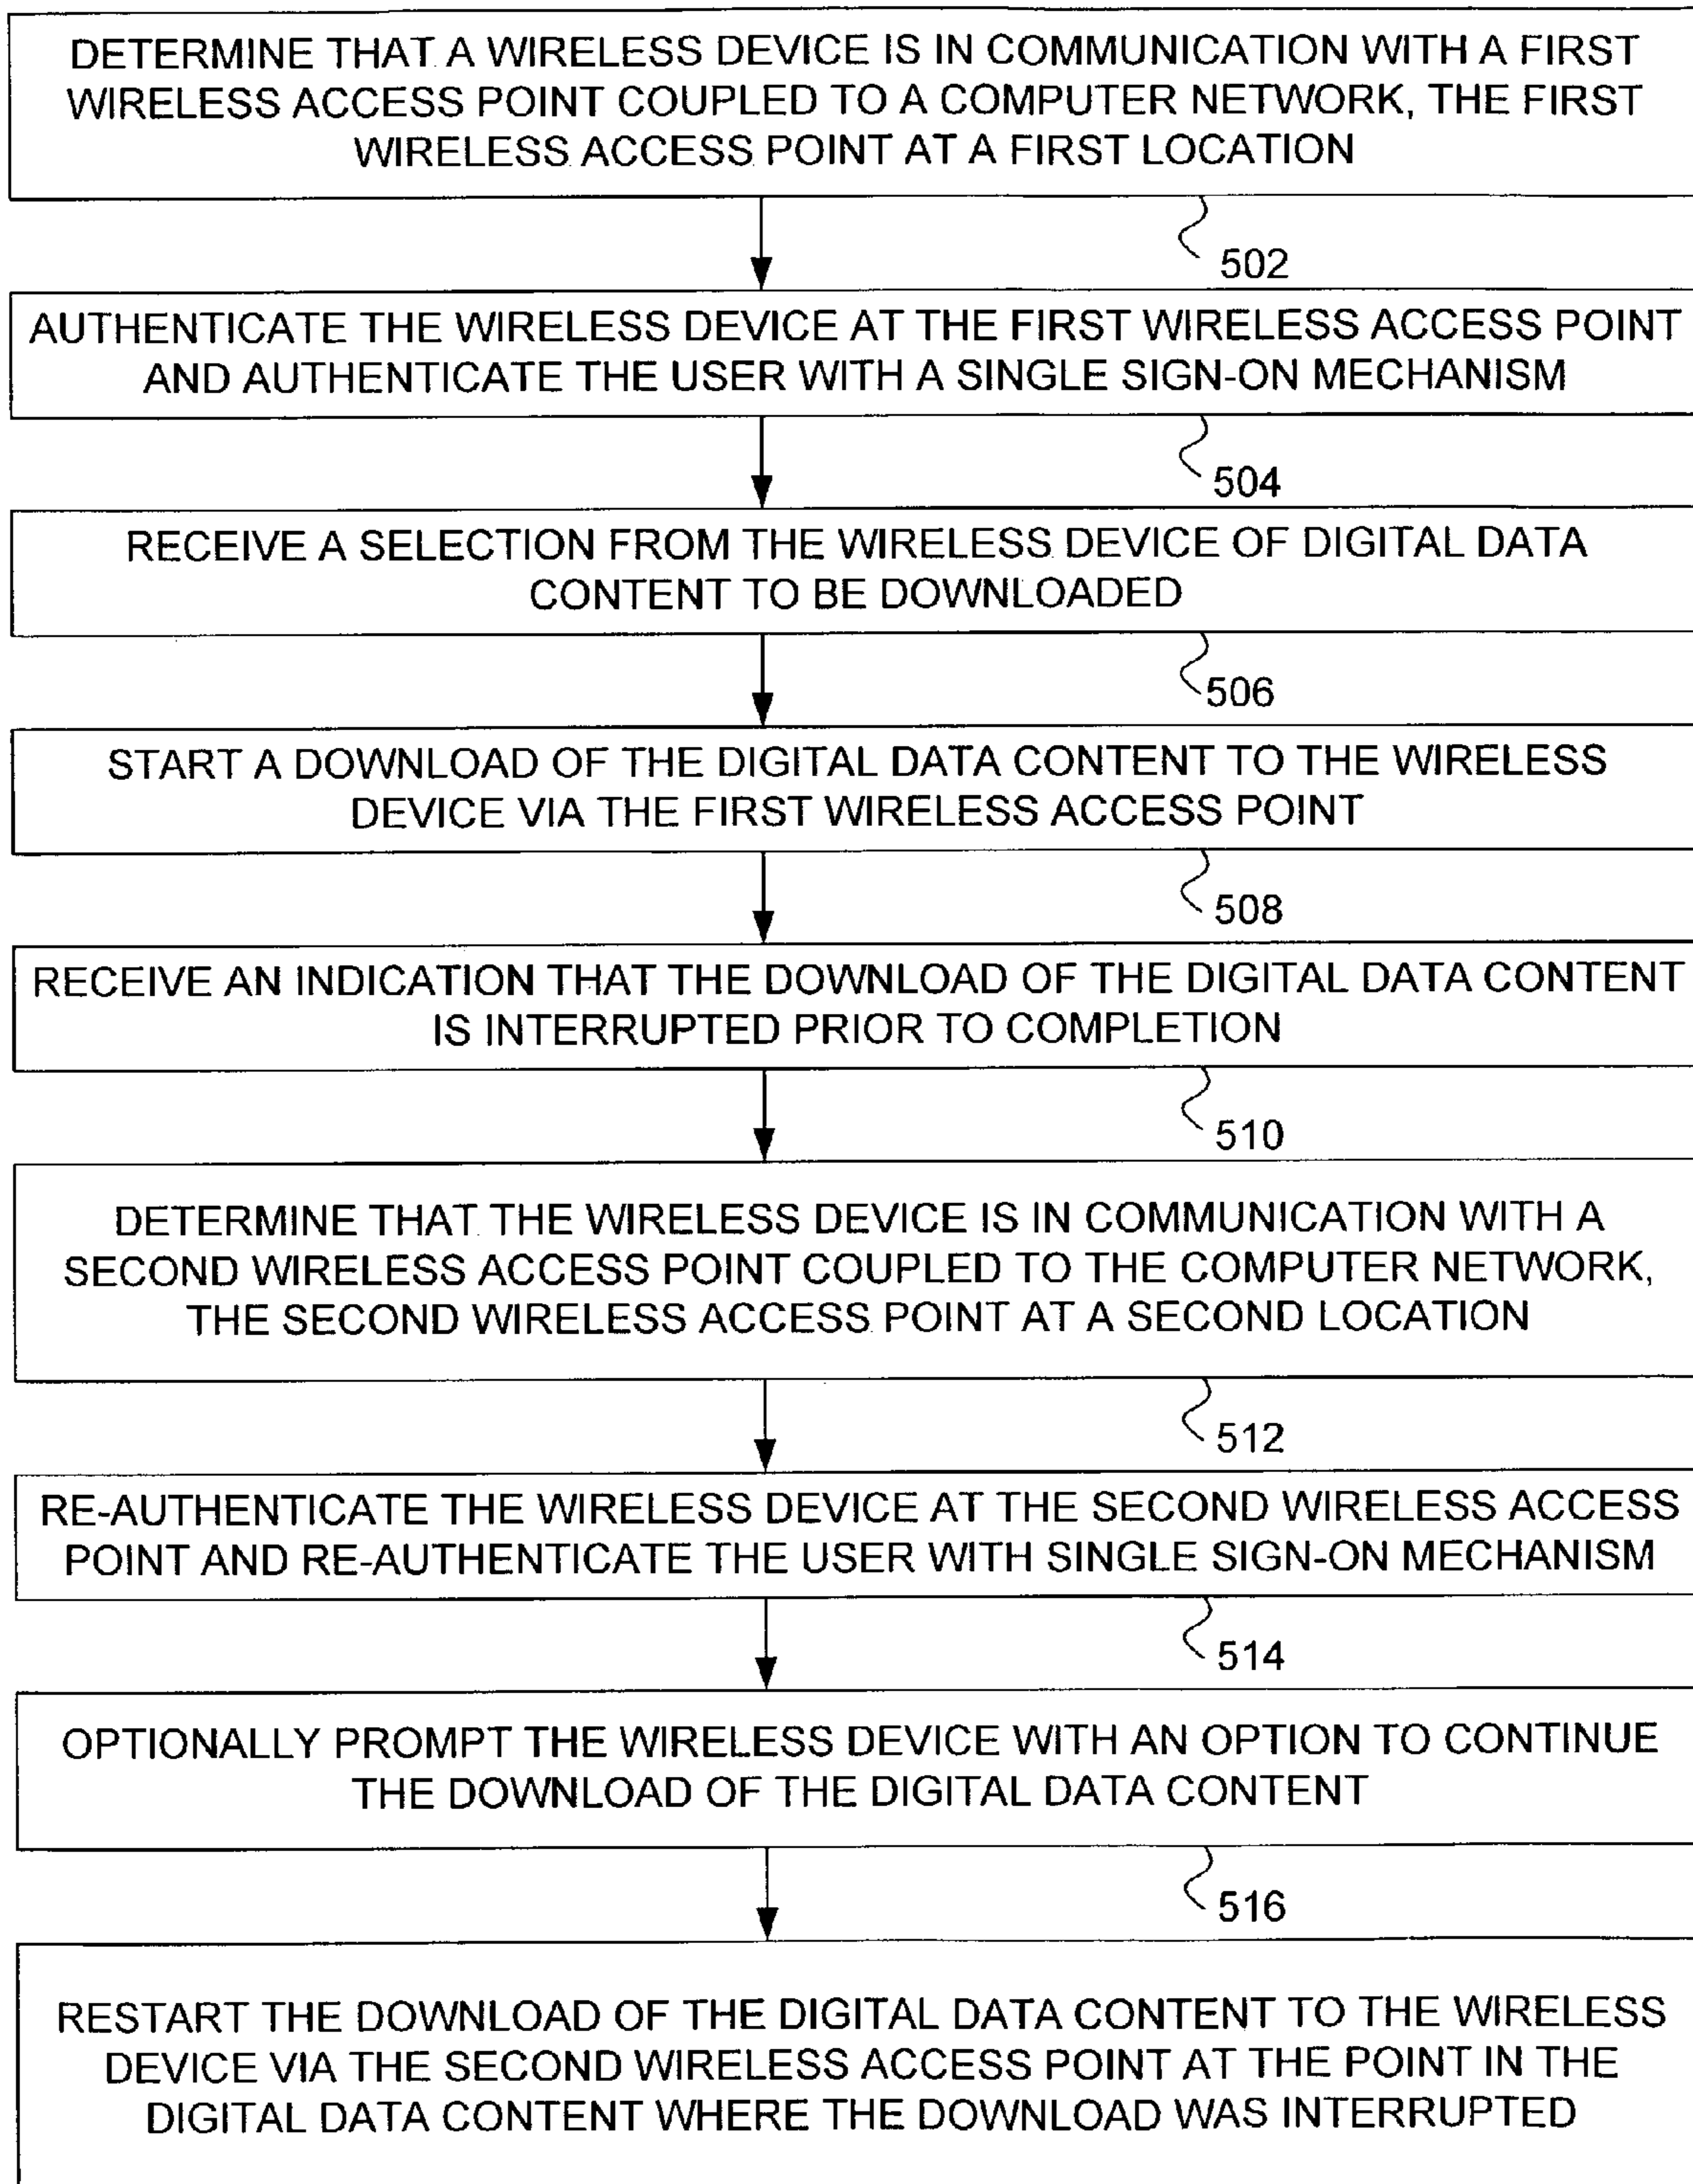 DETERMINE THAT A WIRELESS DEVICE IS IN COMMUNICATION WITH A FIRST
WIRELESS ACCESS POINT COUPLED TO A COMPUTER NETWORK, THE FIRST
WIRELESS ACCESS POINT AT A FIRST LOCATION
502
AUTHENTICATE THE WIRELESS DEVICE AT THE FIRST WIRELESS ACCESS POINT
AND AUTHENTICATE THE USER WITH A SINGLE SIGN-ON MECHANISM
504
RECEIVE A SELECTION FROM THE WIRELESS DEVICE OF DIGITAL DATA
CONTENT TO BE DOWNLOADED
506
START A DOWNLOAD OF THE DIGITAL DATA CONTENT TO THE WIRELESS
DEVICE VIA THE FIRST WIRELESS ACCESS POINT
508
RECEIVE AN INDICATION THAT THE DOWNLOAD OF THE DIGITAL DATA CONTENT
IS INTERRUPTED PRIOR TO COMPLETION
510
DETERMINE THAT THE WIRELESS DEVICE IS IN COMMUNICATION WITH A
SECOND WIRELESS ACCESS POINT COUPLED TO THE COMPUTER NETWORK,
THE SECOND WIRELESS ACCESS POINT AT A SECOND LOCATION
512
RE-AUTHENTICATE THE WIRELESS DEVICE AT THE SECOND WIRELESS ACCESS
POINT AND RE-AUTHENTICATE THE USER WITH SINGLE SIGN-ON MECHANISM
514
OPTIONALLY PROMPT THE WIRELESS DEVICE WITH AN OPTION TO CONTINUE
THE DOWNLOAD OF THE DIGITAL DATA CONTENT
516
RESTART THE DOWNLOAD OF THE DIGITAL DATA CONTENT TO THE WIRELESS
DEVICE VIA THE SECOND WIRELESS ACCESS POINT AT THE POINT IN THE
DIGITAL DATA CONTENT WHERE THE DOWNLOAD WAS INTERRUPTED